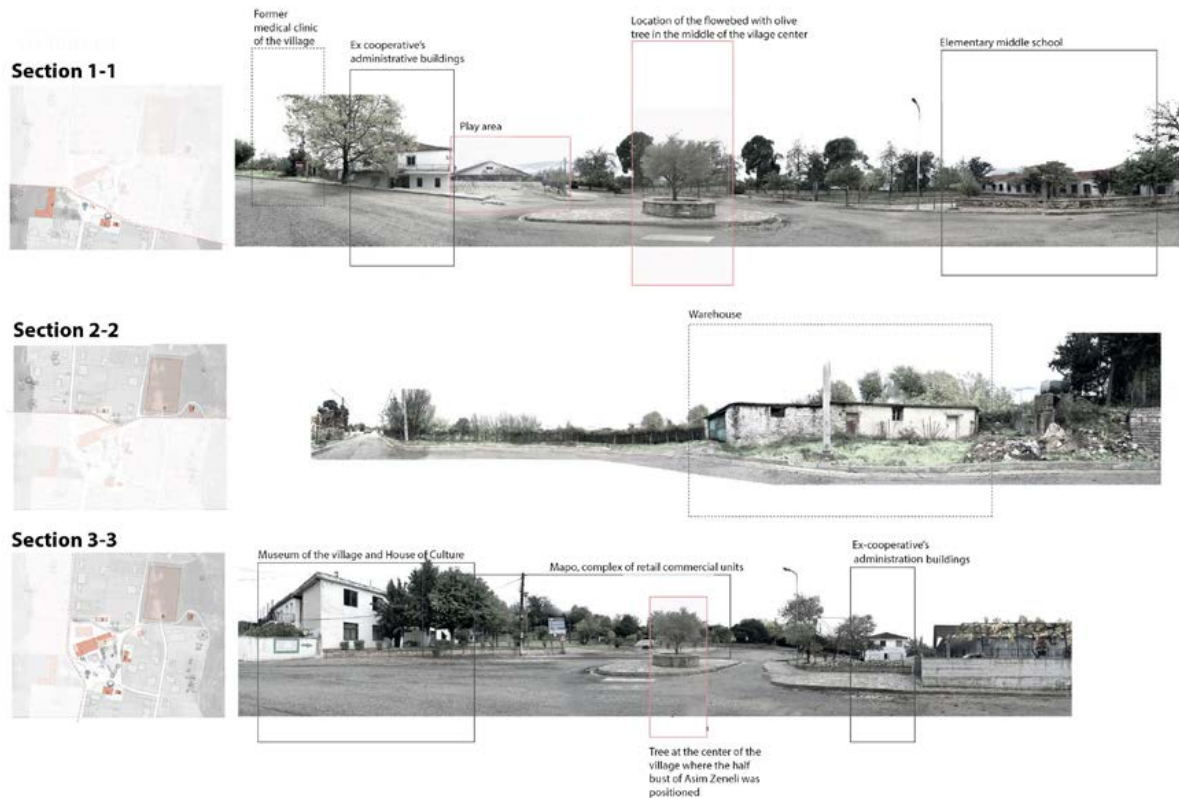 Section 1-1
Former
medical clinic
of the village
Ex cooperative's
administrative buildings
Play area
Location of the flowebed with olive
tree in the middle of the village center
Elementary middle school
Section 2-2
Warehouse
Section 3-3
Museum of the village and House of Culture
Mapo, complex of retail commercial units
Ex-cooperative's
administration buildings
Tree at the center of the
village where the half
bust of Asim Zeneli was
positioned